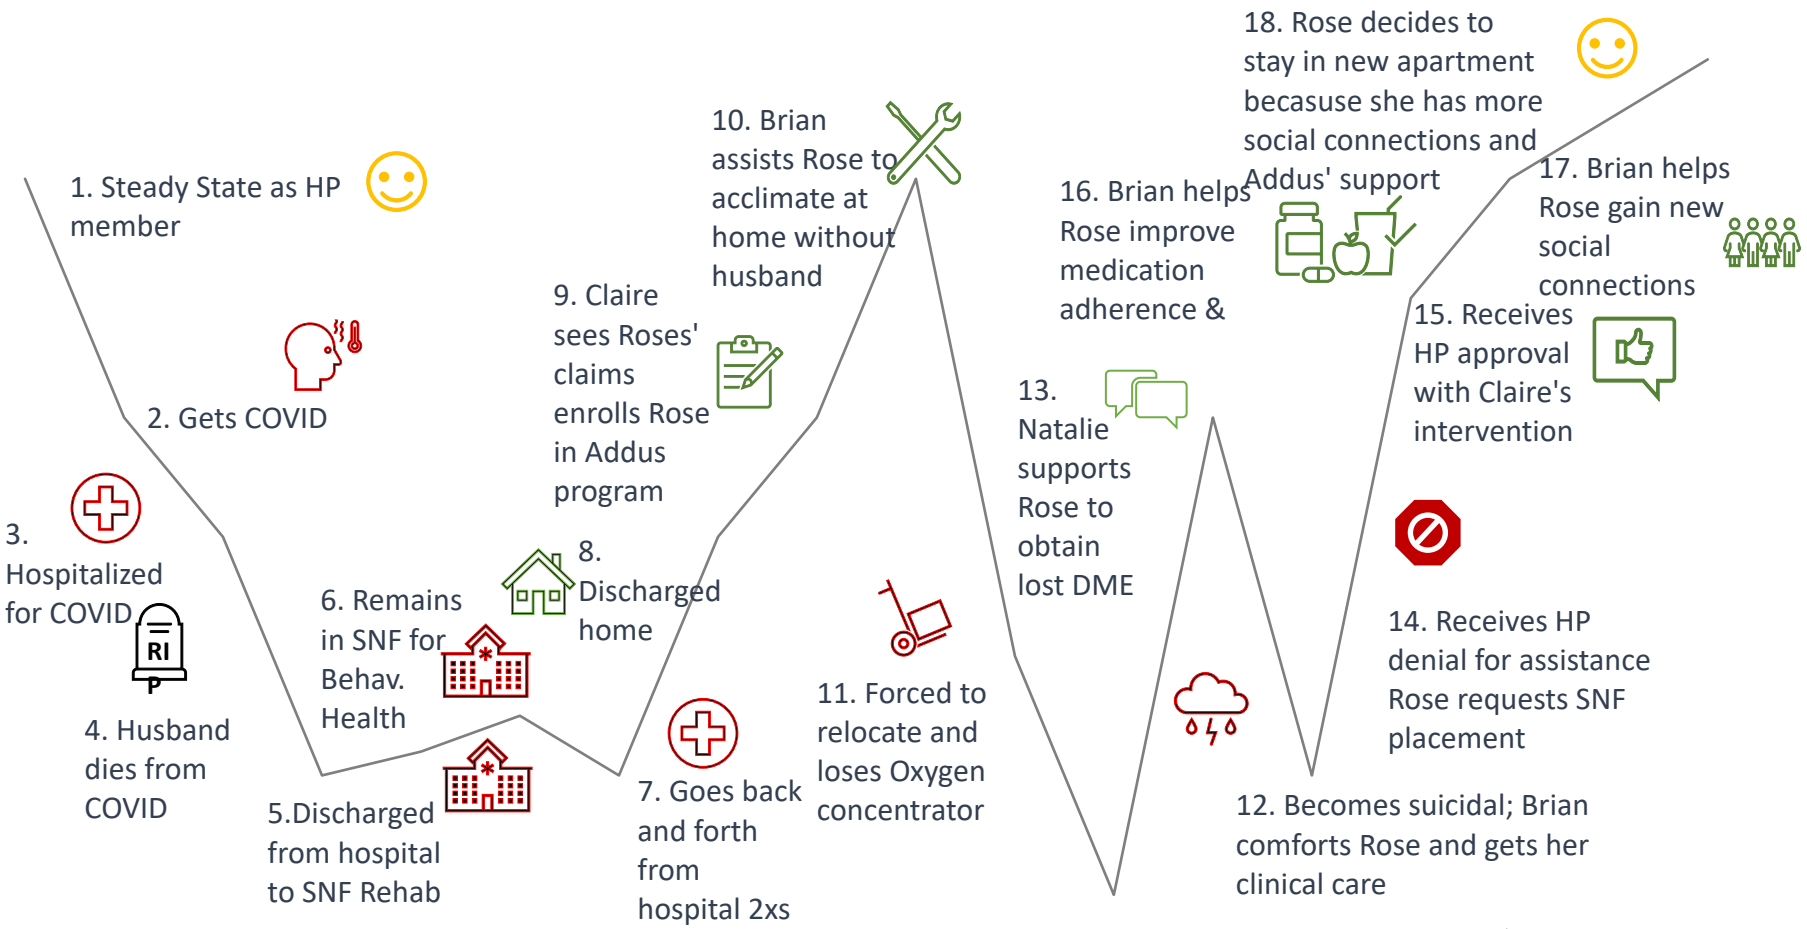 1. Steady State as HP
member
2. Gets COVID
3.
Hospitalized
for COVID
RI
P
4. Husband
dies from
COVID
5.Discharged
from hospital
to SNF Rehab
6. Remains
in SNF for
Behav.
Health
7. Goes back
and forth
from
hospital 2xs
8.
Discharged
home
9. Claire
sees Roses'
claims
enrolls Rose
in Addus
program
10. Brian
assists Rose to
acclimate at
home without
husband
11. Forced to
relocate and
loses Oxygen
concentrator
12. Becomes suicidal; Brian
comforts Rose and gets her
clinical care
13.
Natalie
supports
Rose to
obtain
lost DME
14. Receives HP
denial for assistance
Rose requests SNF
placement
15. Receives
HP approval
with Claire's
intervention
16. Brian helps
Rose improve
medication
adherence &
17. Brian helps
Rose gain new
social
connections
18. Rose decides to
stay in new apartment
becasuse she has more
social connections and
Addus' support